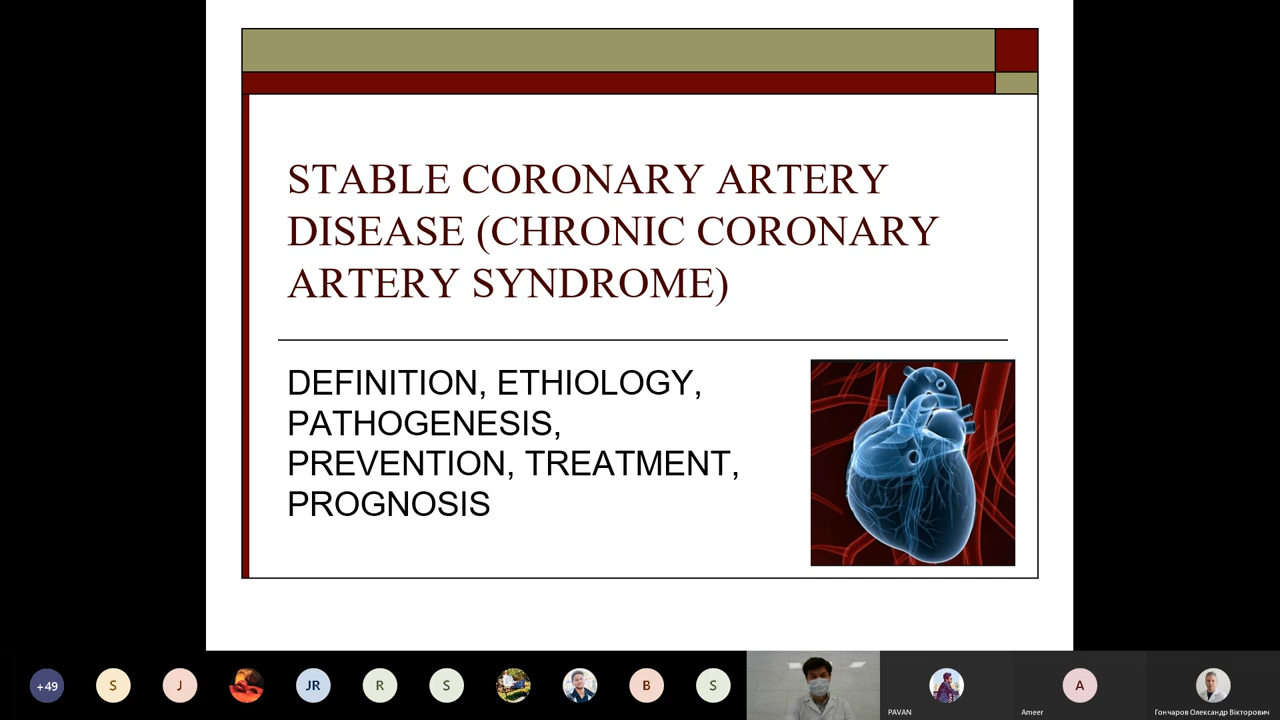 STABLE CORONARY ARTERY
DISEASE (CHRONIC CORONARY
ARTERY SYNDROME)
DEFINITION, ETHIOLOGY,
PATHOGENESIS,
PREVENTION, TREATMENT,
PROGNOSIS
+49
S
J
JR
R
S
B
S
PAVAN
A
Ameer
Гончаров Олександр Вікторович